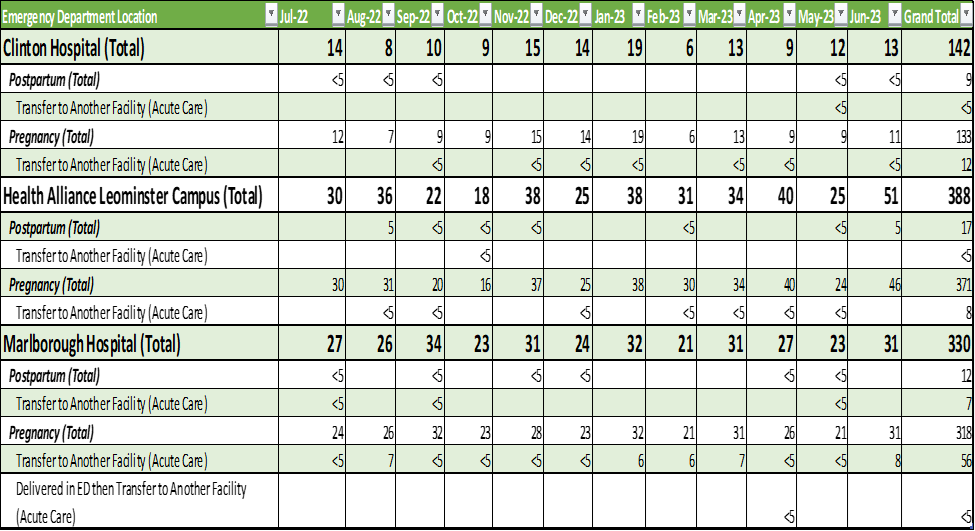 Emergency Department Location Jul-22 Aug-22 Sep-22 Oct-22 Nov-22 Dec-22 Jan-23 Feb-23 Mar-23 Apr-23 May-23 Jun-23 Grand Total
Clinton Hospital (Total) 14 8 10 9 15 14 19 6 13 9 12 13 142
Postpartum (Total) <5 <5 <5 <5 <5 9
Transfer to Another Facility (Acute Care) <5 <5
Pregnancy (Total) 12 7 9 9 15 14 19 6 13 9 9 11 133
Transfer to Another Facility (Acute Care) <5 <5 <5 <5 <5 <5 <5 12
Health Alliance Leominster Campus (Total) 30 36 22 18 38 25 38 31 34 40 25 51 388
Postpartum (Total) 5 <5 <5 <5 <5 <5 5 17
Transfer to Another Facility (Acute Care) <5 <5
Pregnancy (Total) 30 31 20 16 37 25 38 30 34 40 24 46 371
Transfer to Another Facility (Acute Care) <5 <5 <5 <5 <5 <5 <5 8
Marlborough Hospital (Total) 27 26 34 23 31 24 32 21 31 27 23 31 330
Postpartum (Total) <5 <5 <5 <5 <5 <5 12
Transfer to Another Facility (Acute Care) <5 <5 <5 7
Pregnancy (Total) 24 26 32 23 28 23 32 21 31 26 21 31 318
Transfer to Another Facility (Acute Care) <5 7 <5 <5 <5 <5 6 6 7 <5 <5 8 56
Delivered in ED then Transfer to Another Facility
(Acute Care) <5 <5